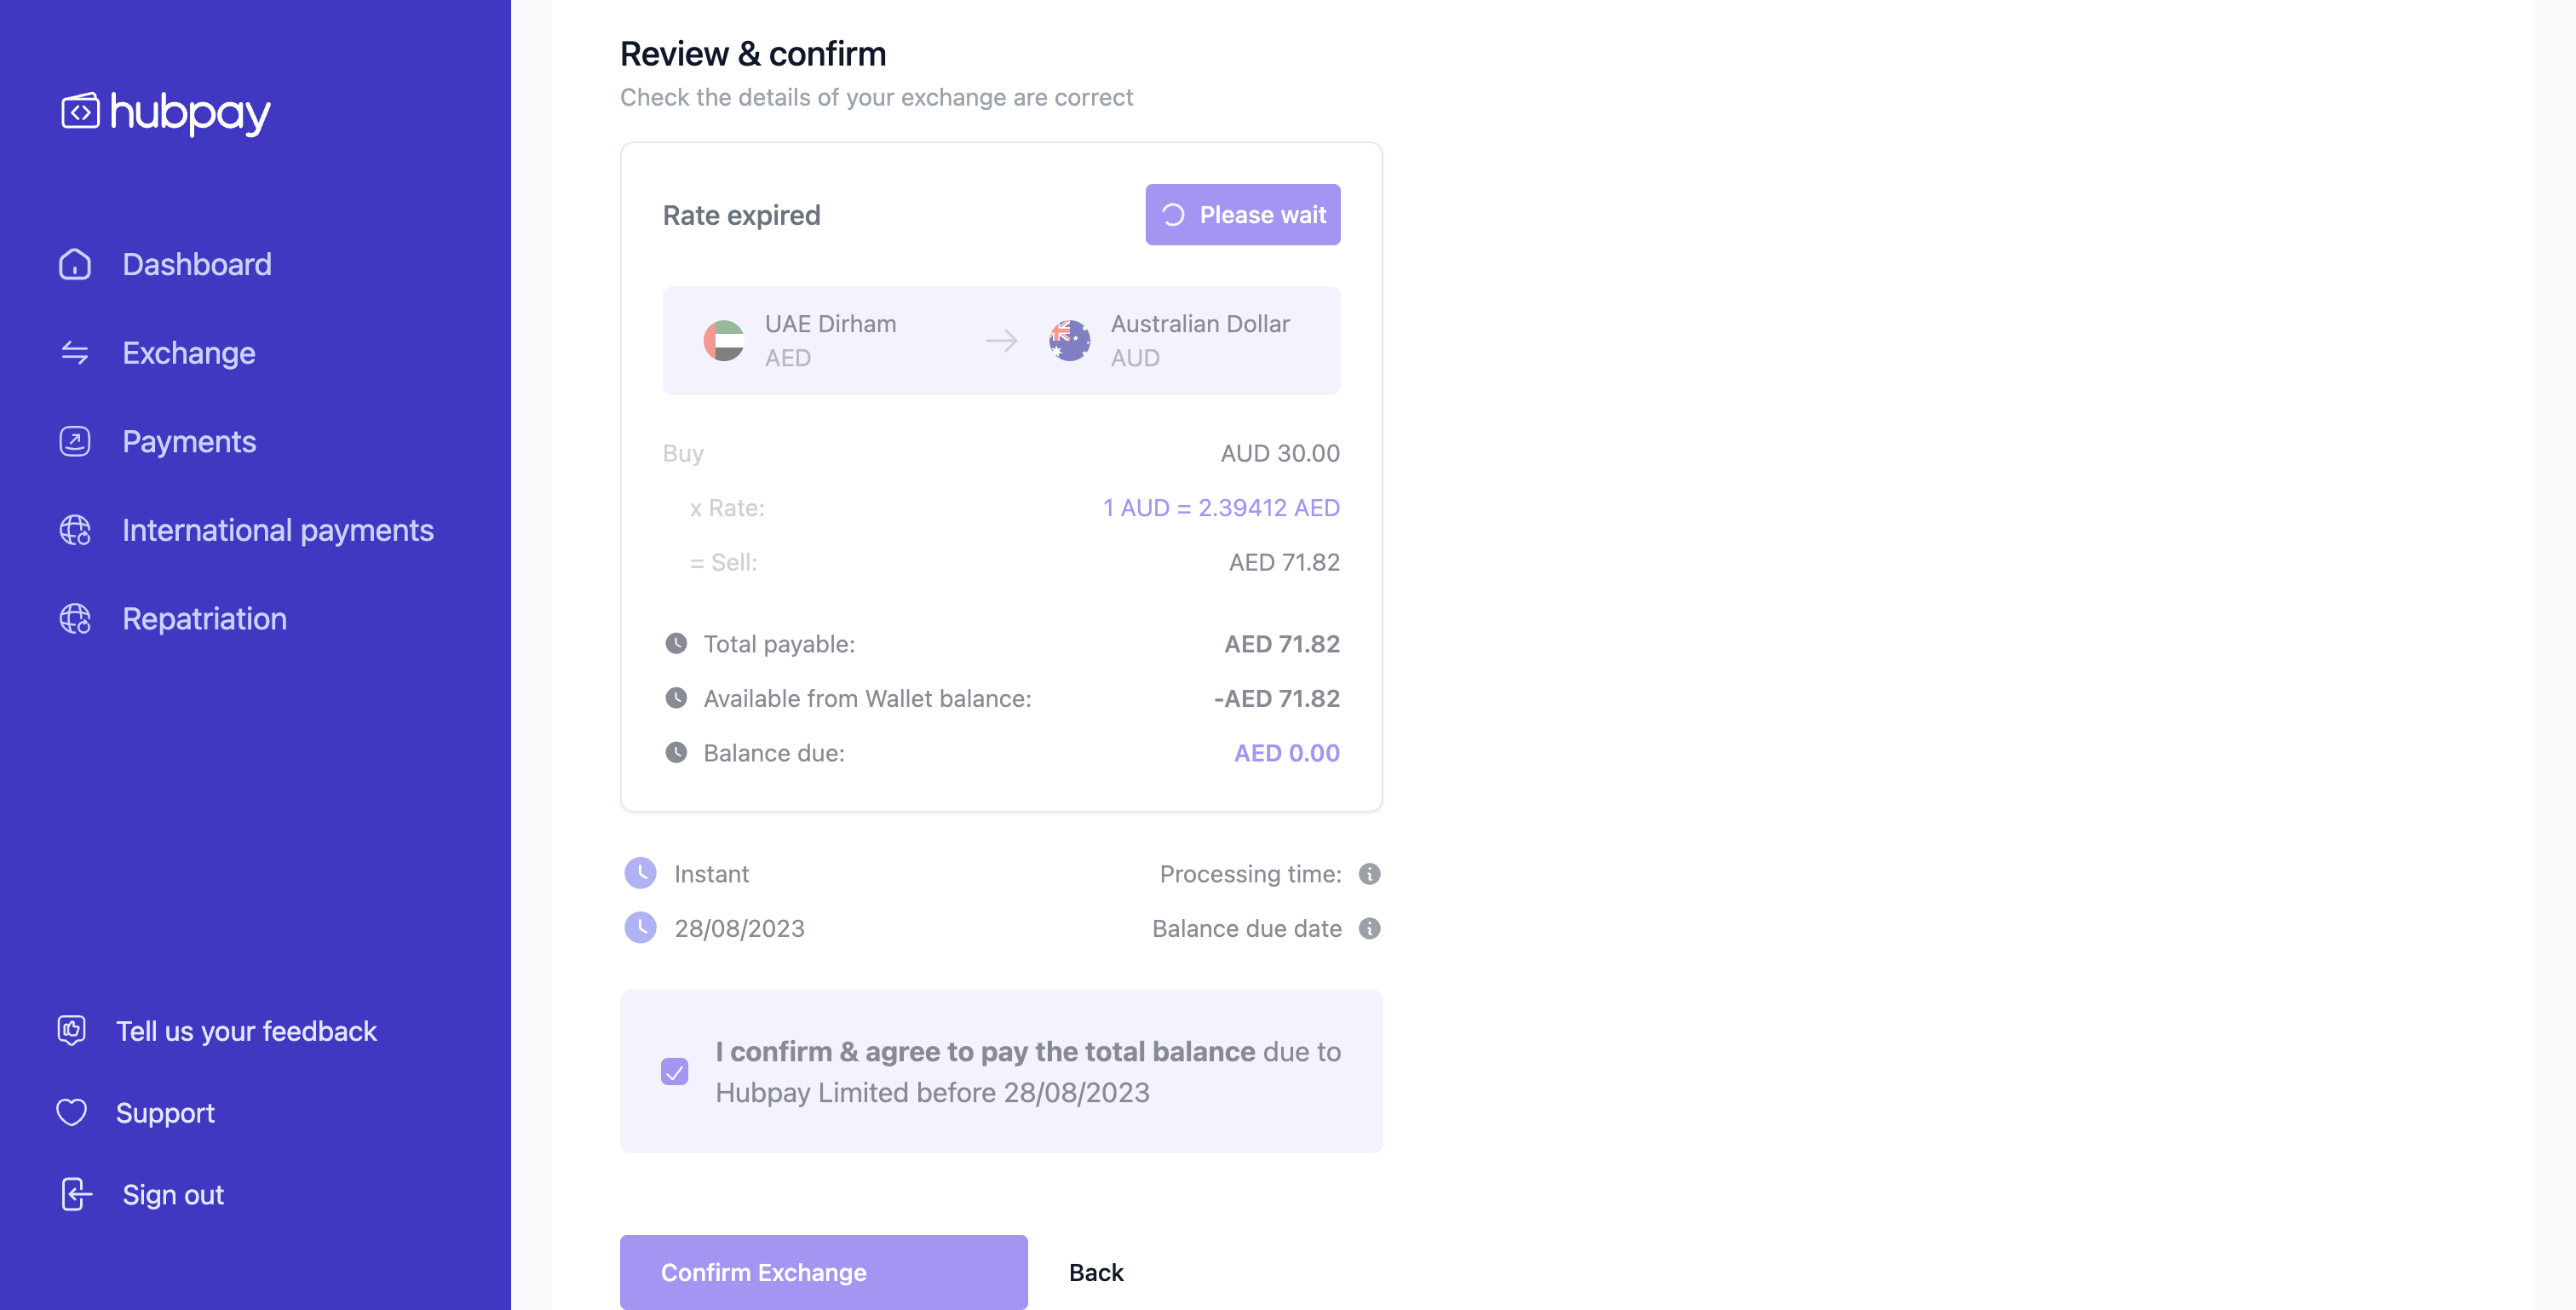 hubpay
Dashboard
Exchange
Payments
International payments
Repatriation
Tell us your feedback
Support
Sign out
Review & confirm
Check the details of your exchange are correct
Rate expired
Please wait
UAE Dirham
AED
Australian Dollar
AUD
Buy AUD 30.00
x Rate: 1 AUD = 2.39412 AED
= Sell: AED 71.82
Total payable: AED 71.82
Available from Wallet balance: -AED 71.82
Balance due: AED 0.00
Instant Processing time:
28/08/2023 Balance due date
I confirm & agree to pay the total balance due to
Hubpay Limited before 28/08/2023
Confirm Exchange
Back